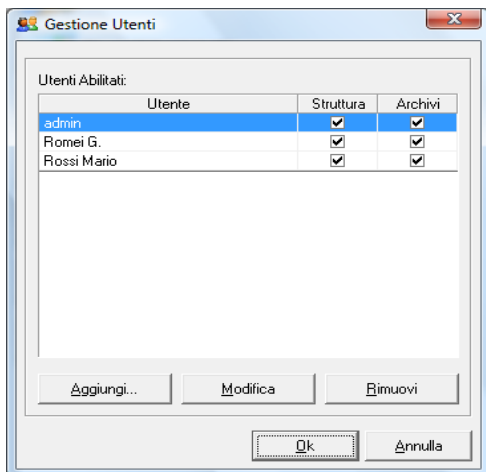 Gestione Utenti
Utenti Abilitati:
Utente Struttura Archivi
admin
Romei G.
Rossi Mario
Aggiungi... Modifica Rimuovi
Ok Annulla